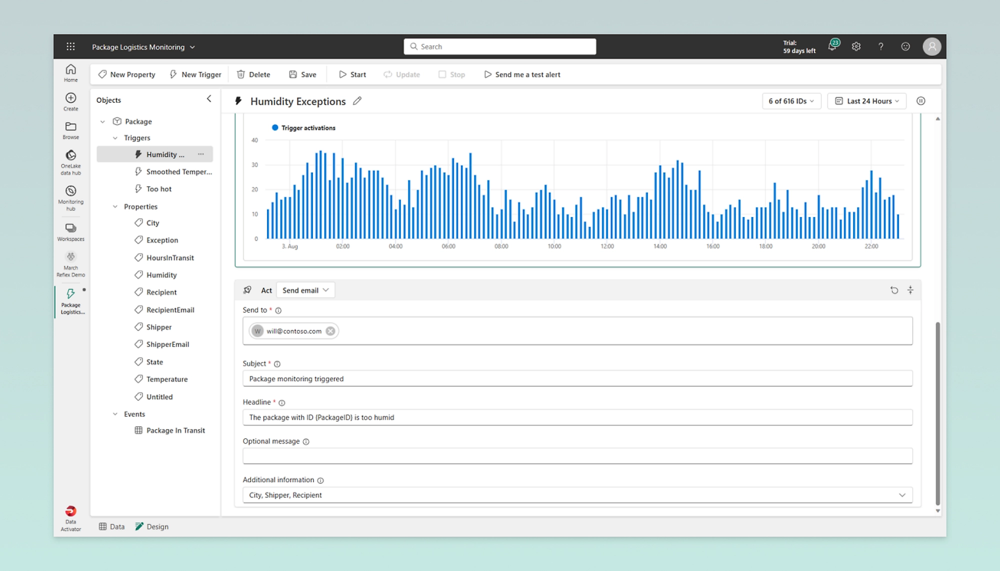 Package Logistics Monitoring
Search
Trial:
59 days left
23
Home
Create
Browse
OneLake
data hub
Monitoring
hub
Workspaces
March
Reflex Demo
Package
Logistics...
Data
Activator
New Property
New Trigger
Delete
Save
Start
Update
Stop
Send me a test alert
Objects
Package
Triggers
Humidity ...
...
Smoothed Temper...
Too hot
Properties
City
Exception
HoursInTransit
Humidity
Recipient
RecipientEmail
Shipper
ShipperEmail
State
Temperature
Untitled
Events
Package In Transit
Humidity Exceptions
6 of 616 IDs
Last 24 Hours
Trigger activations
40
30
20
10
0
3. Aug 02:00 04:00 06:00 08:00 10:00 12:00 14:00 16:00 18:00 20:00 22:00
Act
Send email
Send to *
W will@contoso.com
Subject *
Package monitoring triggered
Headline *
The package with ID {PackageID} is too humid
Optional message
Additional information
City, Shipper, Recipient
Data
Design